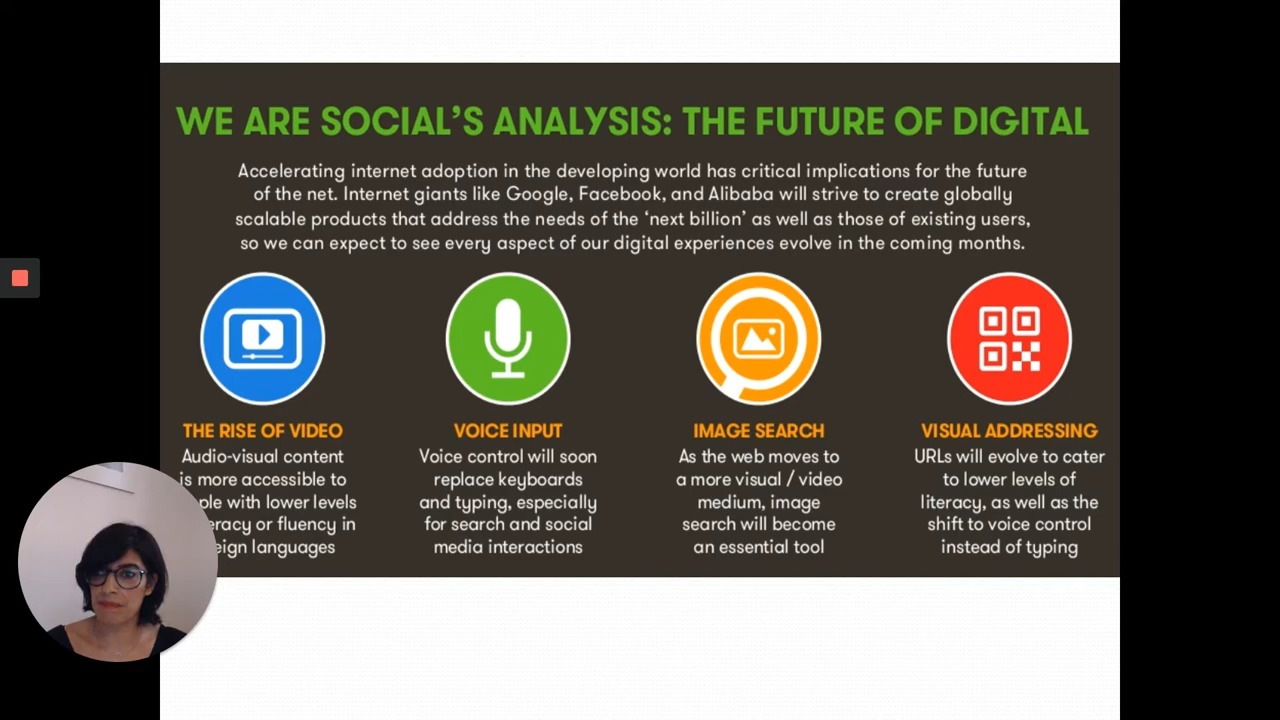 WE ARE SOCIAL'S ANALYSIS: THE FUTURE OF DIGITAL
Accelerating internet adoption in the developing world has critical implications for the future
of the net. Internet giants like Google, Facebook, and Alibaba will strive to create globally
scalable products that address the needs of the ‘next billion’ as well as those of existing users,
so we can expect to see every aspect of our digital experiences evolve in the coming months.
THE RISE OF VIDEO
Audio-visual content
is more accessible to
with lower levels
or fluency in
languages
VOICE INPUT
Voice control will soon
replace keyboards
and typing, especially
for search and social
media interactions
IMAGE SEARCH
As the web moves to
a more visual / video
medium, image
search will become
an essential tool
VISUAL ADDRESSING
URLs will evolve to cater
to lower levels of
literacy, as well as the
shift to voice control
instead of typing